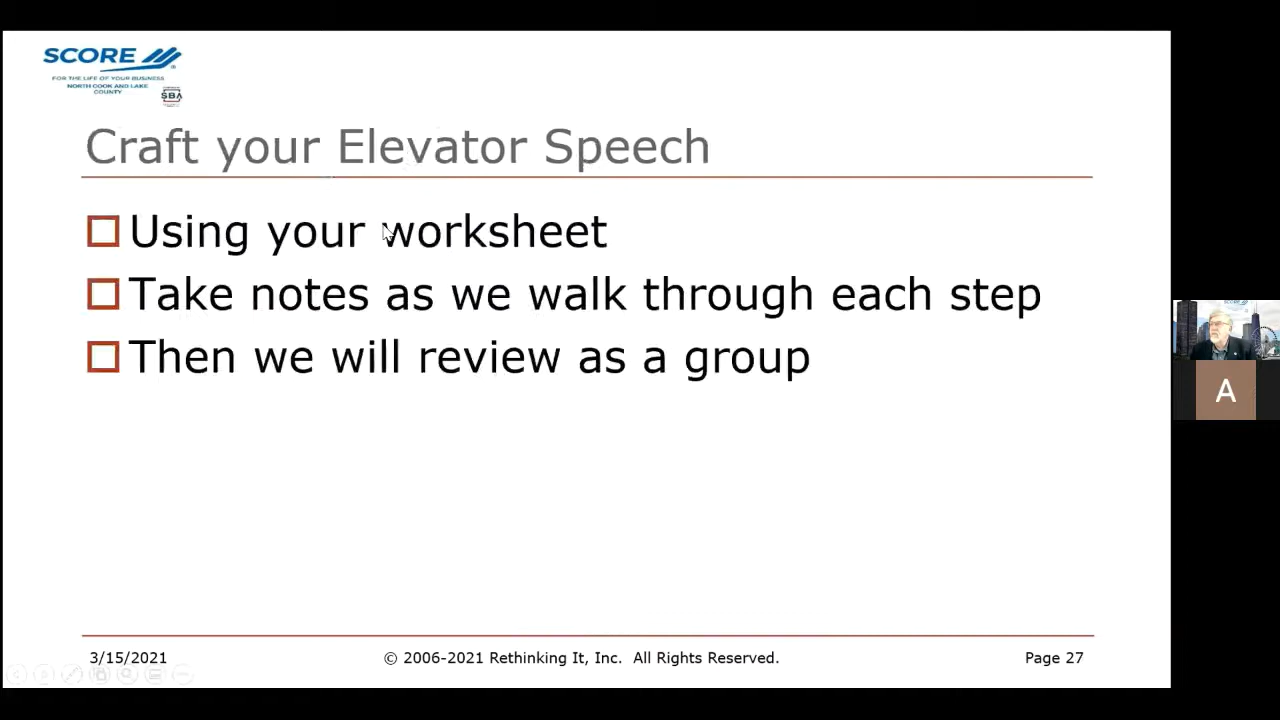 SCORE
FOR THE LIFE OF YOUR BUSINESS
NORTH COOK AND LAKE
COUNTY
SBA
Craft your Elevator Speech
Using your worksheet
Take notes as we walk through each step
Then we will review as a group
SCORE
A
3/15/2021
© 2006-2021 Rethinking It, Inc. All Rights Reserved.
Page 27